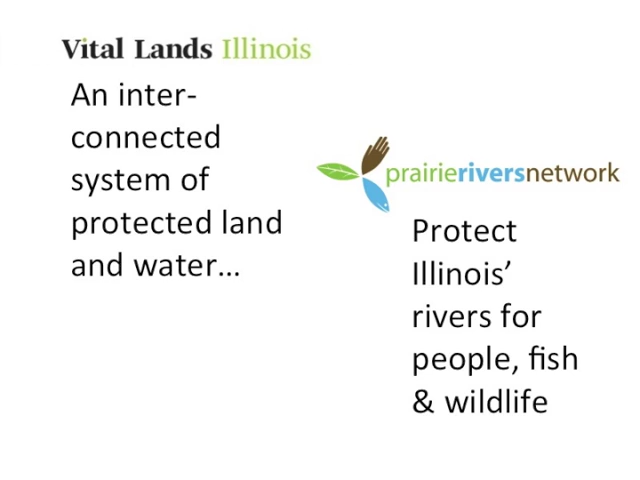 Vital Lands Illinois
An inter-
connected
system of
protected land
and water…
prairieriversnetwork
Protect
Illinois’
rivers for
people, fish
& wildlife